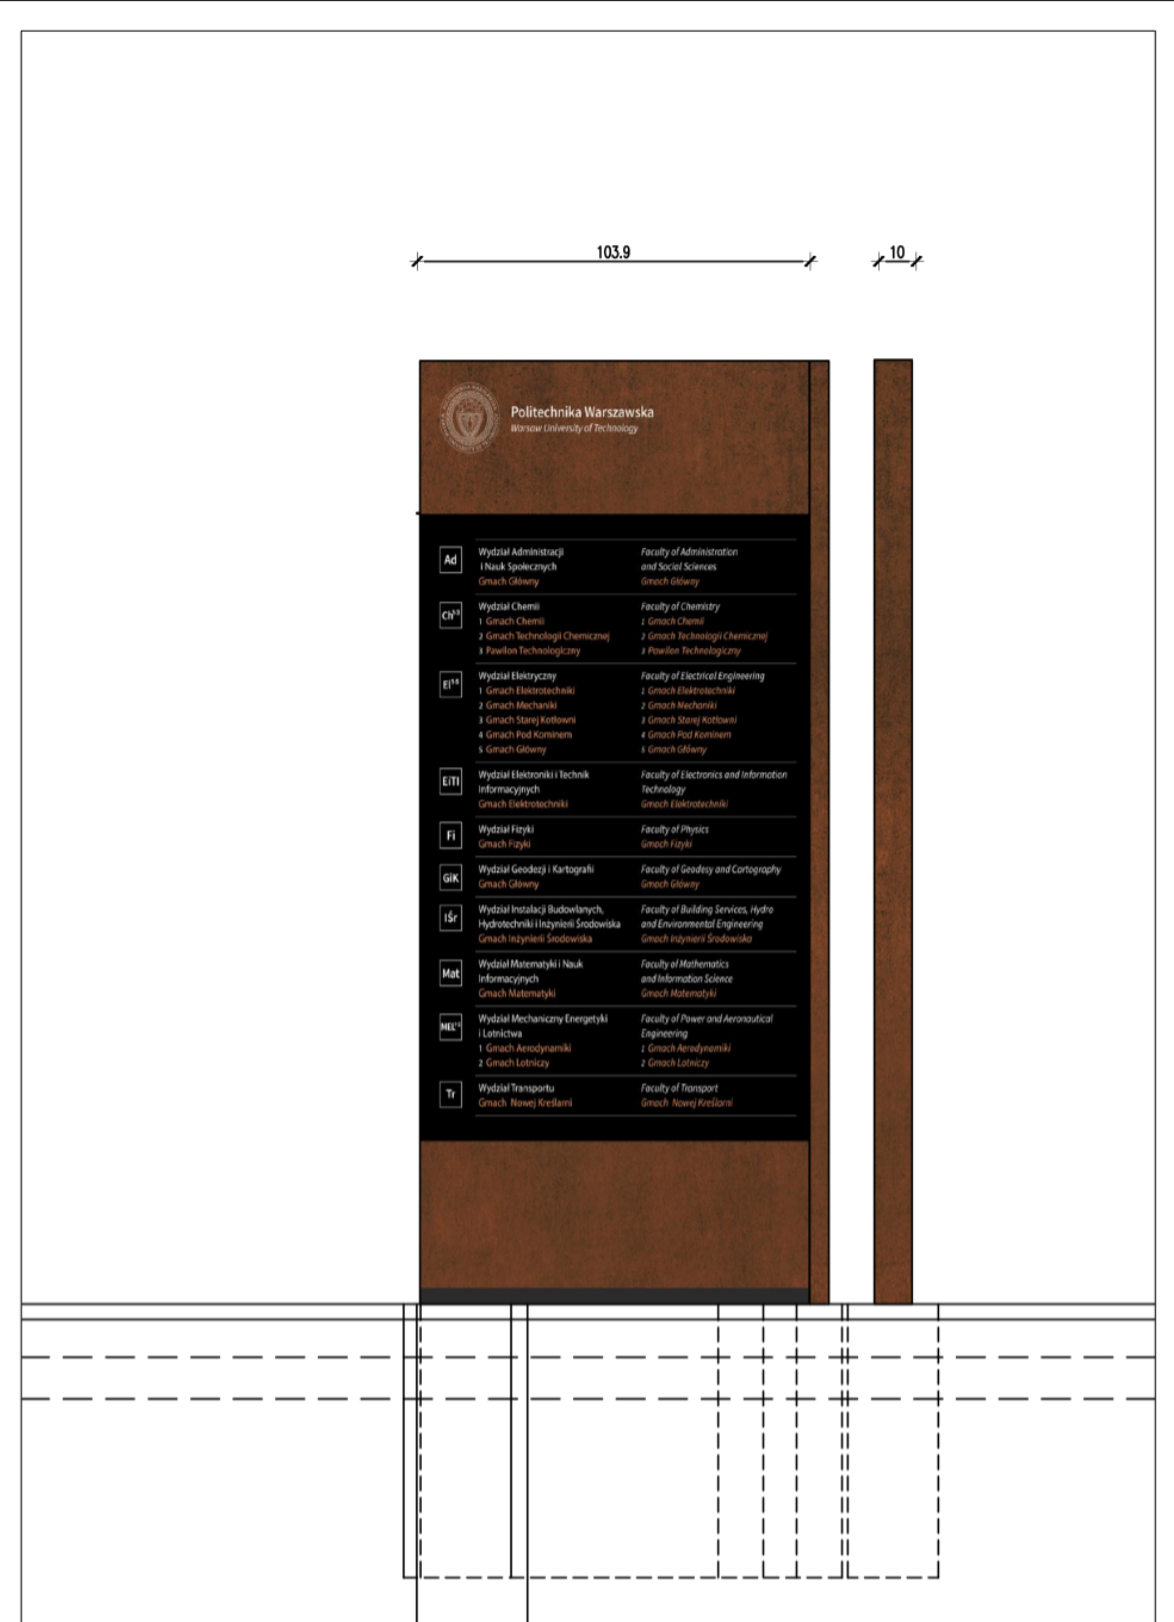 103.9
10
Politechnika Warszawska
Warsaw University of Technology
Ad
Wydział Administracji
i Nauk Społecznych
Gmach Główny
Faculty of Administration
and Social Sciences
Gmach Główny
Ch¹⁻³
Wydział Chemii
1 Gmach Chemii
2 Gmach Technologii Chemicznej
3 Pawilon Technologiczny
Faculty of Chemistry
1 Gmach Chemii
2 Gmach Technologii Chemicznej
3 Pawilon Technologiczny
El¹⁻⁵
Wydział Elektryczny
1 Gmach Elektrotechniki
2 Gmach Mechaniki
3 Gmach Starej Kotłowni
4 Gmach Pod Kominem
5 Gmach Główny
Faculty of Electrical Engineering
1 Gmach Elektrotechniki
2 Gmach Mechaniki
3 Gmach Starej Kotłowni
4 Gmach Pod Kominem
5 Gmach Główny
EiTI
Wydział Elektroniki i Technik
Informacyjnych
Gmach Elektrotechniki
Faculty of Electronics and Information
Technology
Gmach Elektrotechniki
Fi
Wydział Fizyki
Gmach Fizyki
Faculty of Physics
Gmach Fizyki
GiK
Wydział Geodezji i Kartografii
Gmach Główny
Faculty of Geodesy and Cartography
Gmach Główny
IŚr
Wydział Instalacji Budowlanych,
Hydrotechniki i Inżynierii Środowiska
Gmach Inżynierii Środowiska
Faculty of Building Services, Hydro
and Environmental Engineering
Gmach Inżynierii Środowiska
Mat
Wydział Matematyki i Nauk
Informacyjnych
Gmach Matematyki
Faculty of Mathematics
and Information Science
Gmach Matematyki
MEL¹⁻²
Wydział Mechaniczny Energetyki
i Lotnictwa
1 Gmach Aerodynamiki
2 Gmach Lotniczy
Faculty of Power and Aeronautical
Engineering
1 Gmach Aerodynamiki
2 Gmach Lotniczy
Tr
Wydział Transportu
Gmach Nowej Kreślarni
Faculty of Transport
Gmach Nowej Kreślarni